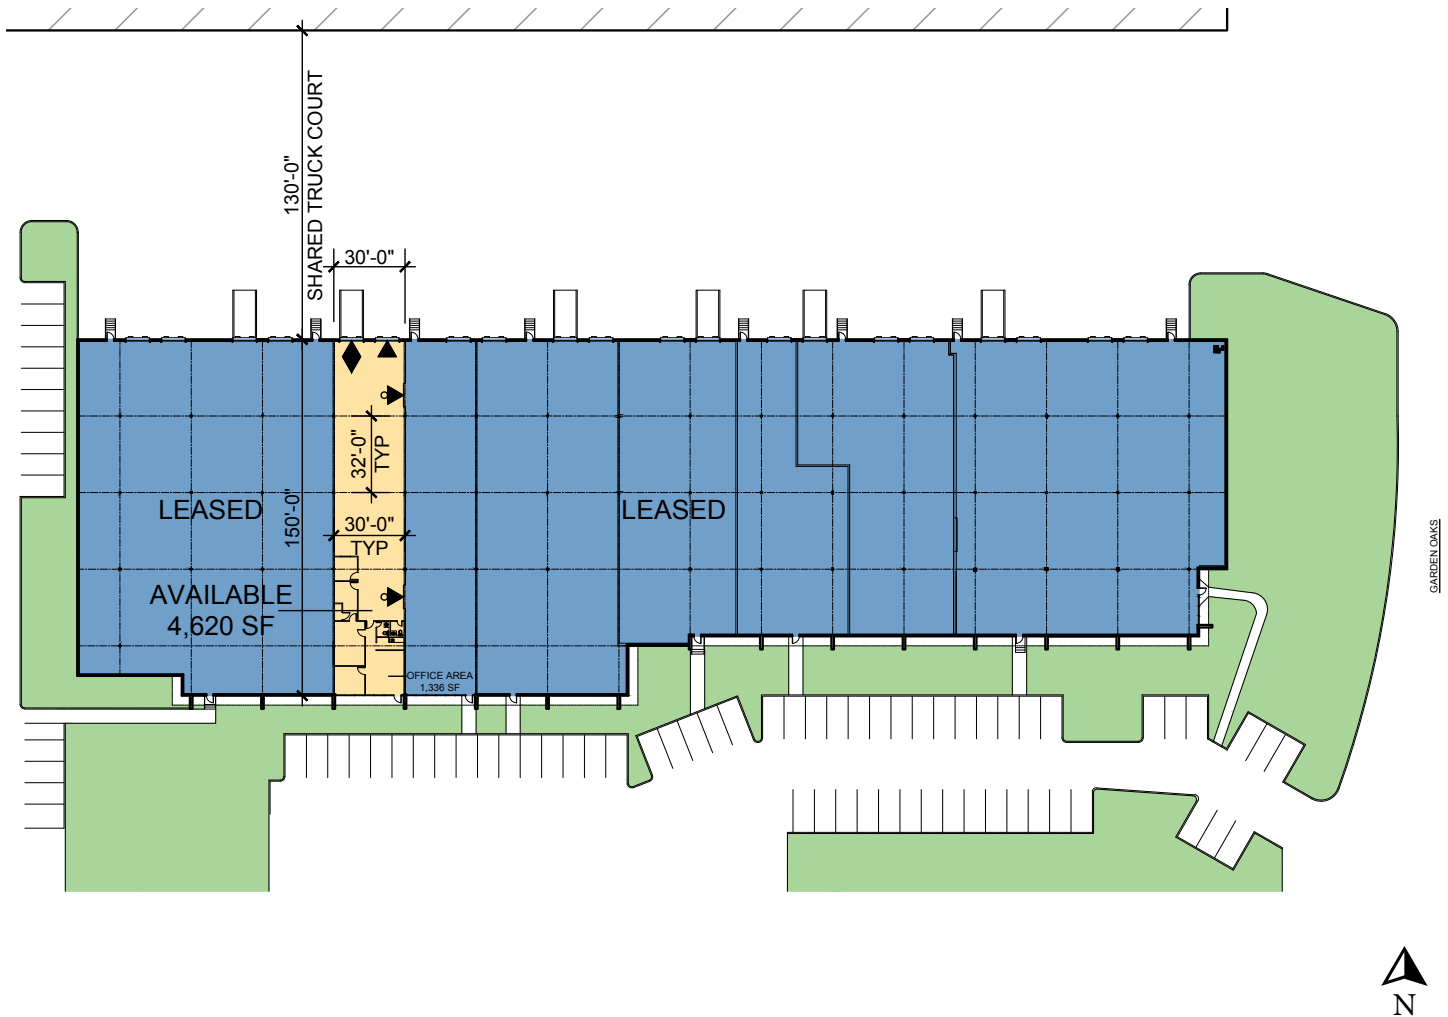 130'-0"
SHARED TRUCK COURT
30'-0"
32'-0"
TYP
LEASED
150'-0"
LEASED
30'-0"
TYP
AVAILABLE
4,620 SF
OFFICE AREA
1,336 SF
GARDEN OAKS
N